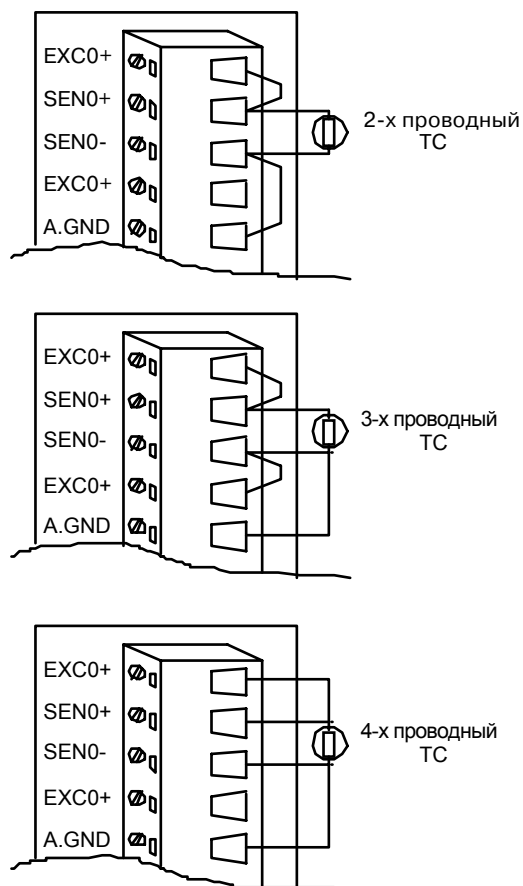 EXC0+
SEN0+
SEN0-
EXC0+
A.GND
2-х проводный
ТС
EXC0+
SEN0+
SEN0-
EXC0+
A.GND
3-х проводный
ТС
EXC0+
SEN0+
SEN0-
EXC0+
A.GND
4-х проводный
ТС